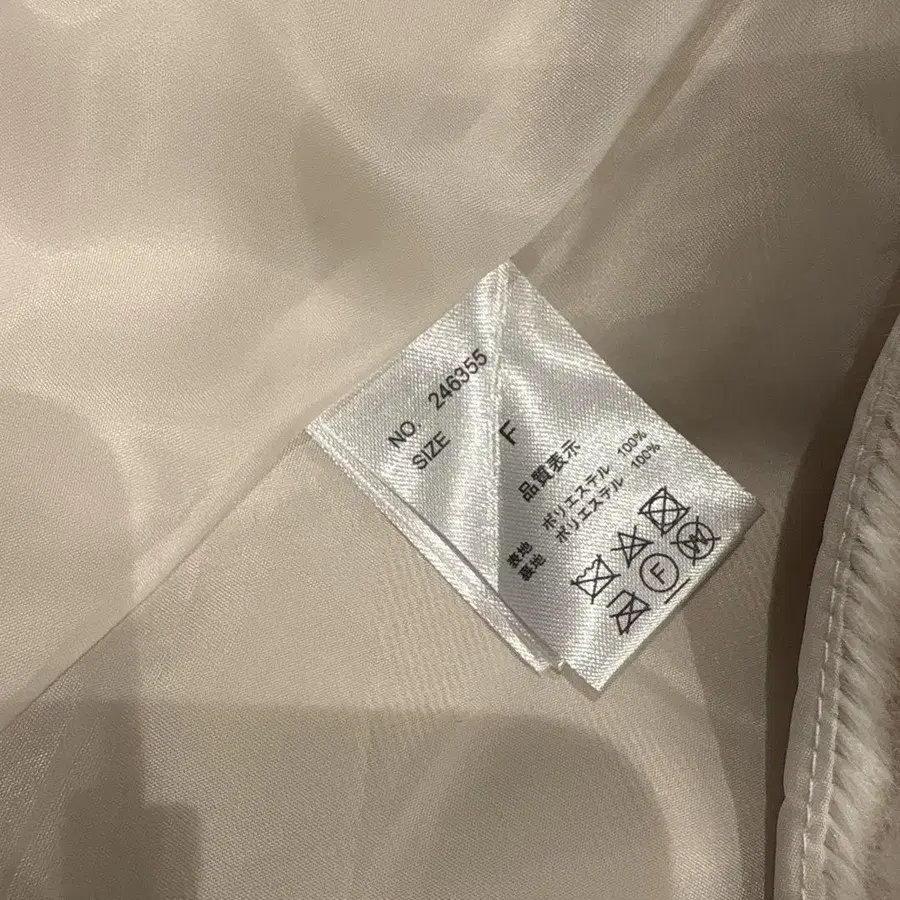 NO. 246355
SIZE F
品質表示
表地 ポリエステル 100%
裏地 ポリエステル 100%
F
W